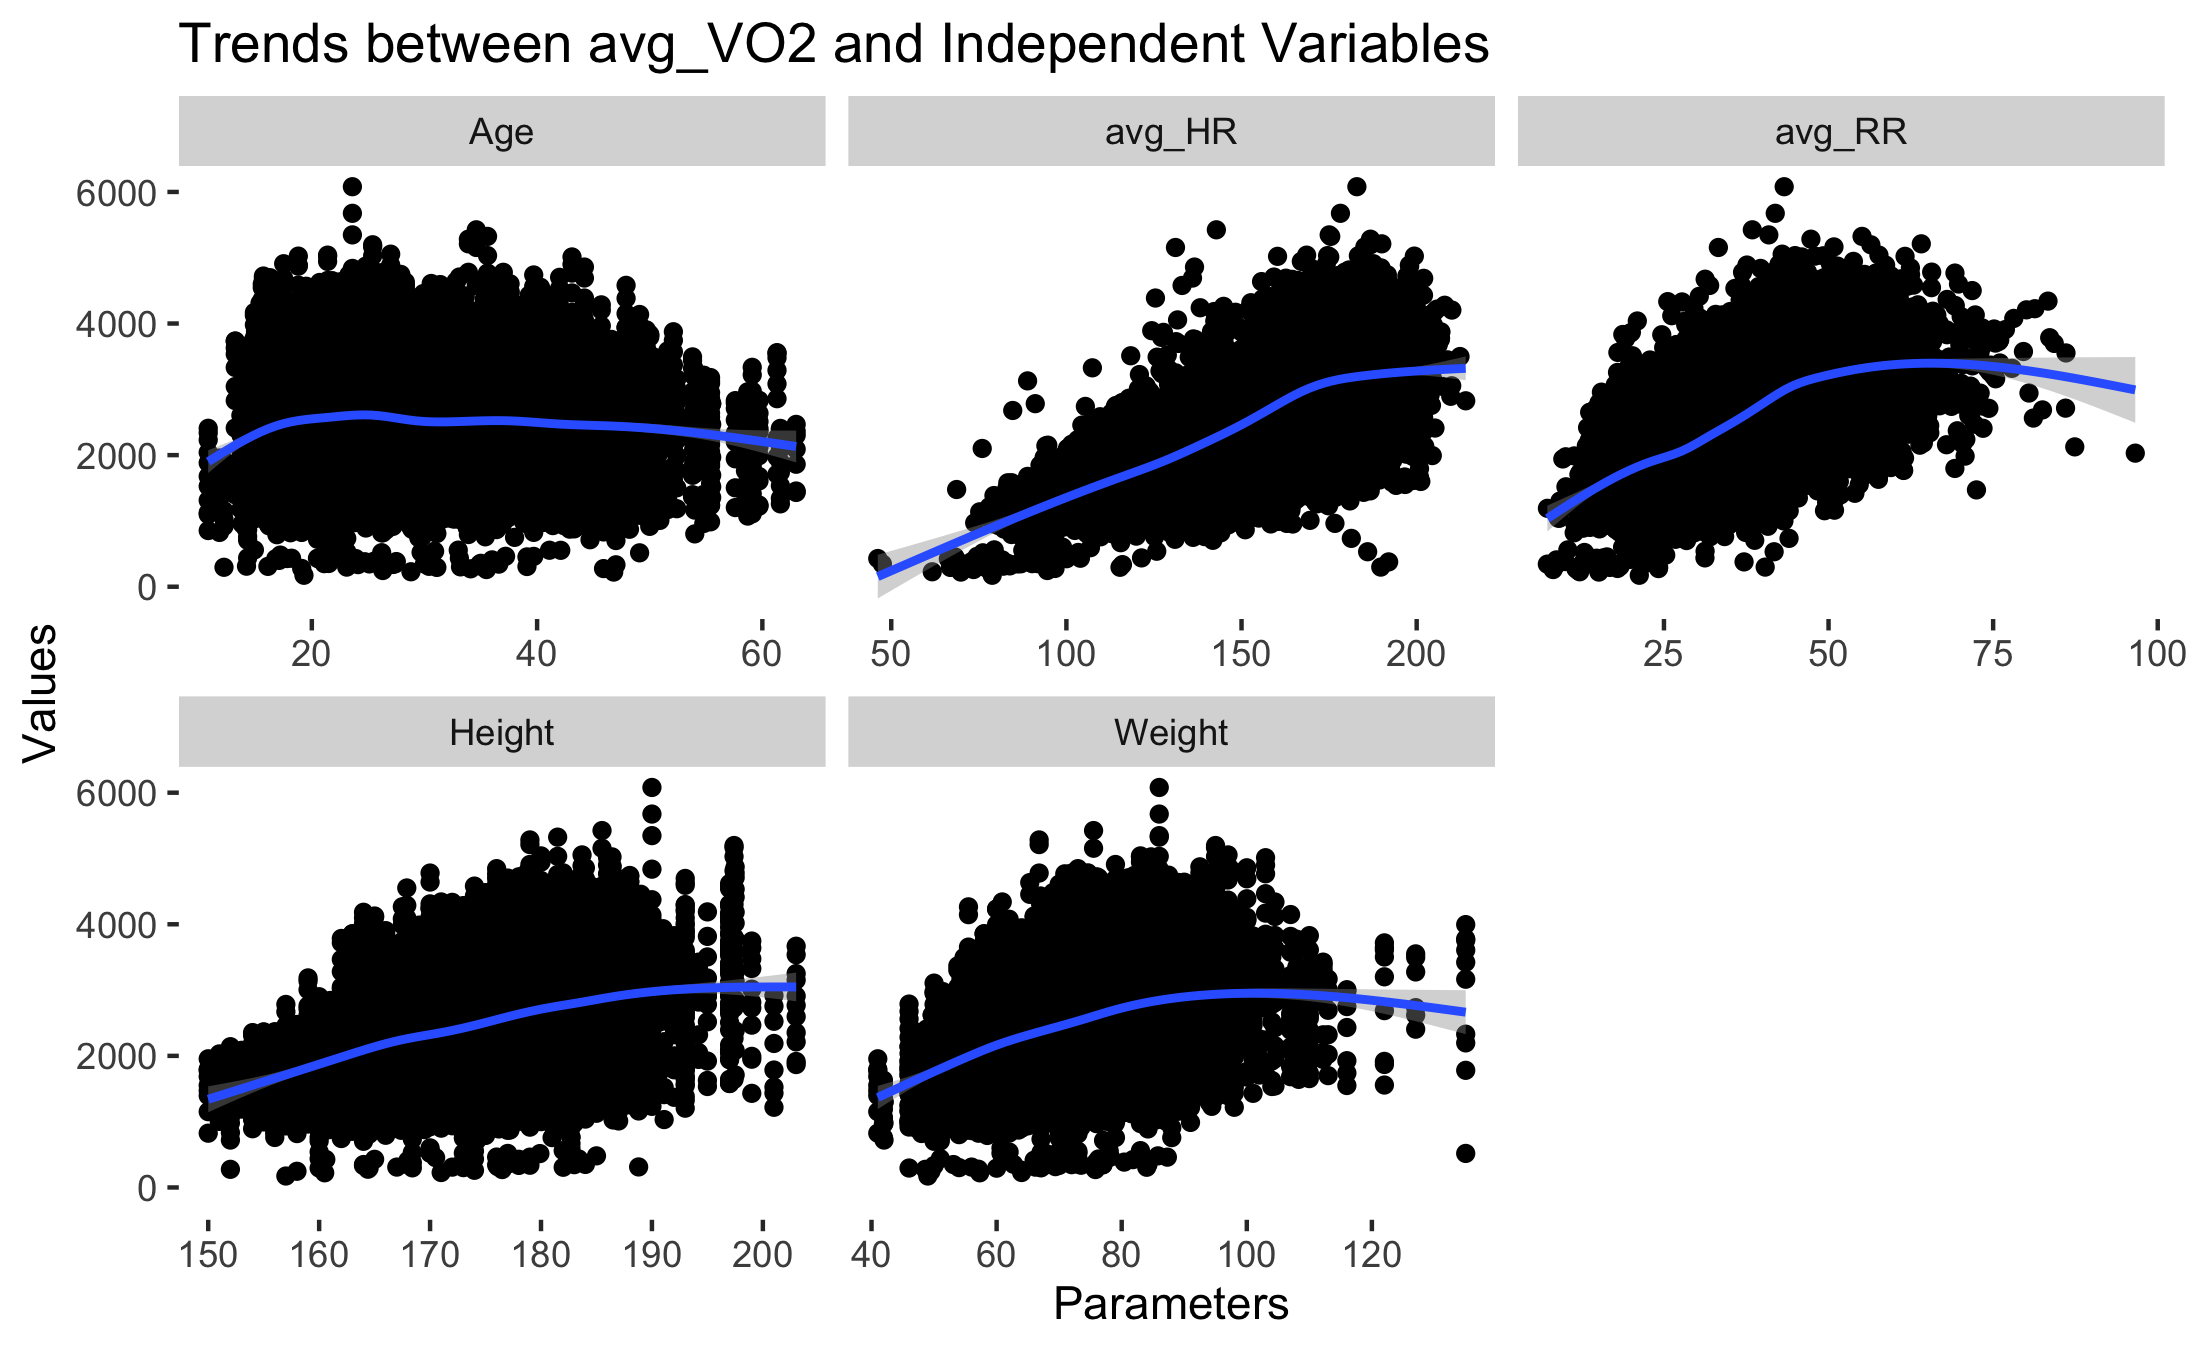 Trends between avg_VO2 and Independent Variables
Age
avg_HR
avg_RR
6000
4000
2000
0
20 40 60
50 100 150 200
25 50 75 100
Values
Height
Weight
6000
4000
2000
0
150 160 170 180 190 200
40 60 80 100 120
Parameters